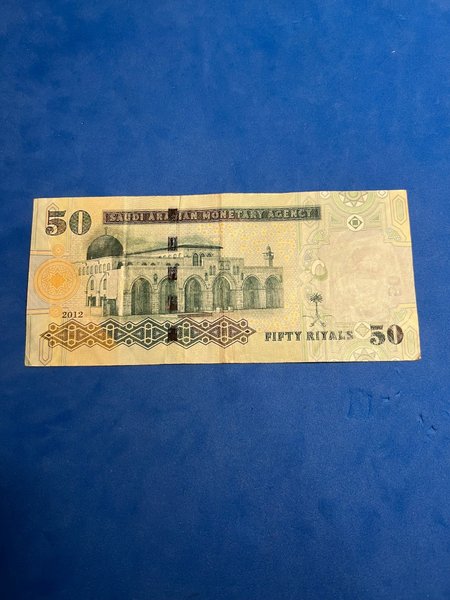 50 SAUDI ARABIAN MONETARY AGENCY
2012
FIFTY RIYALS 50